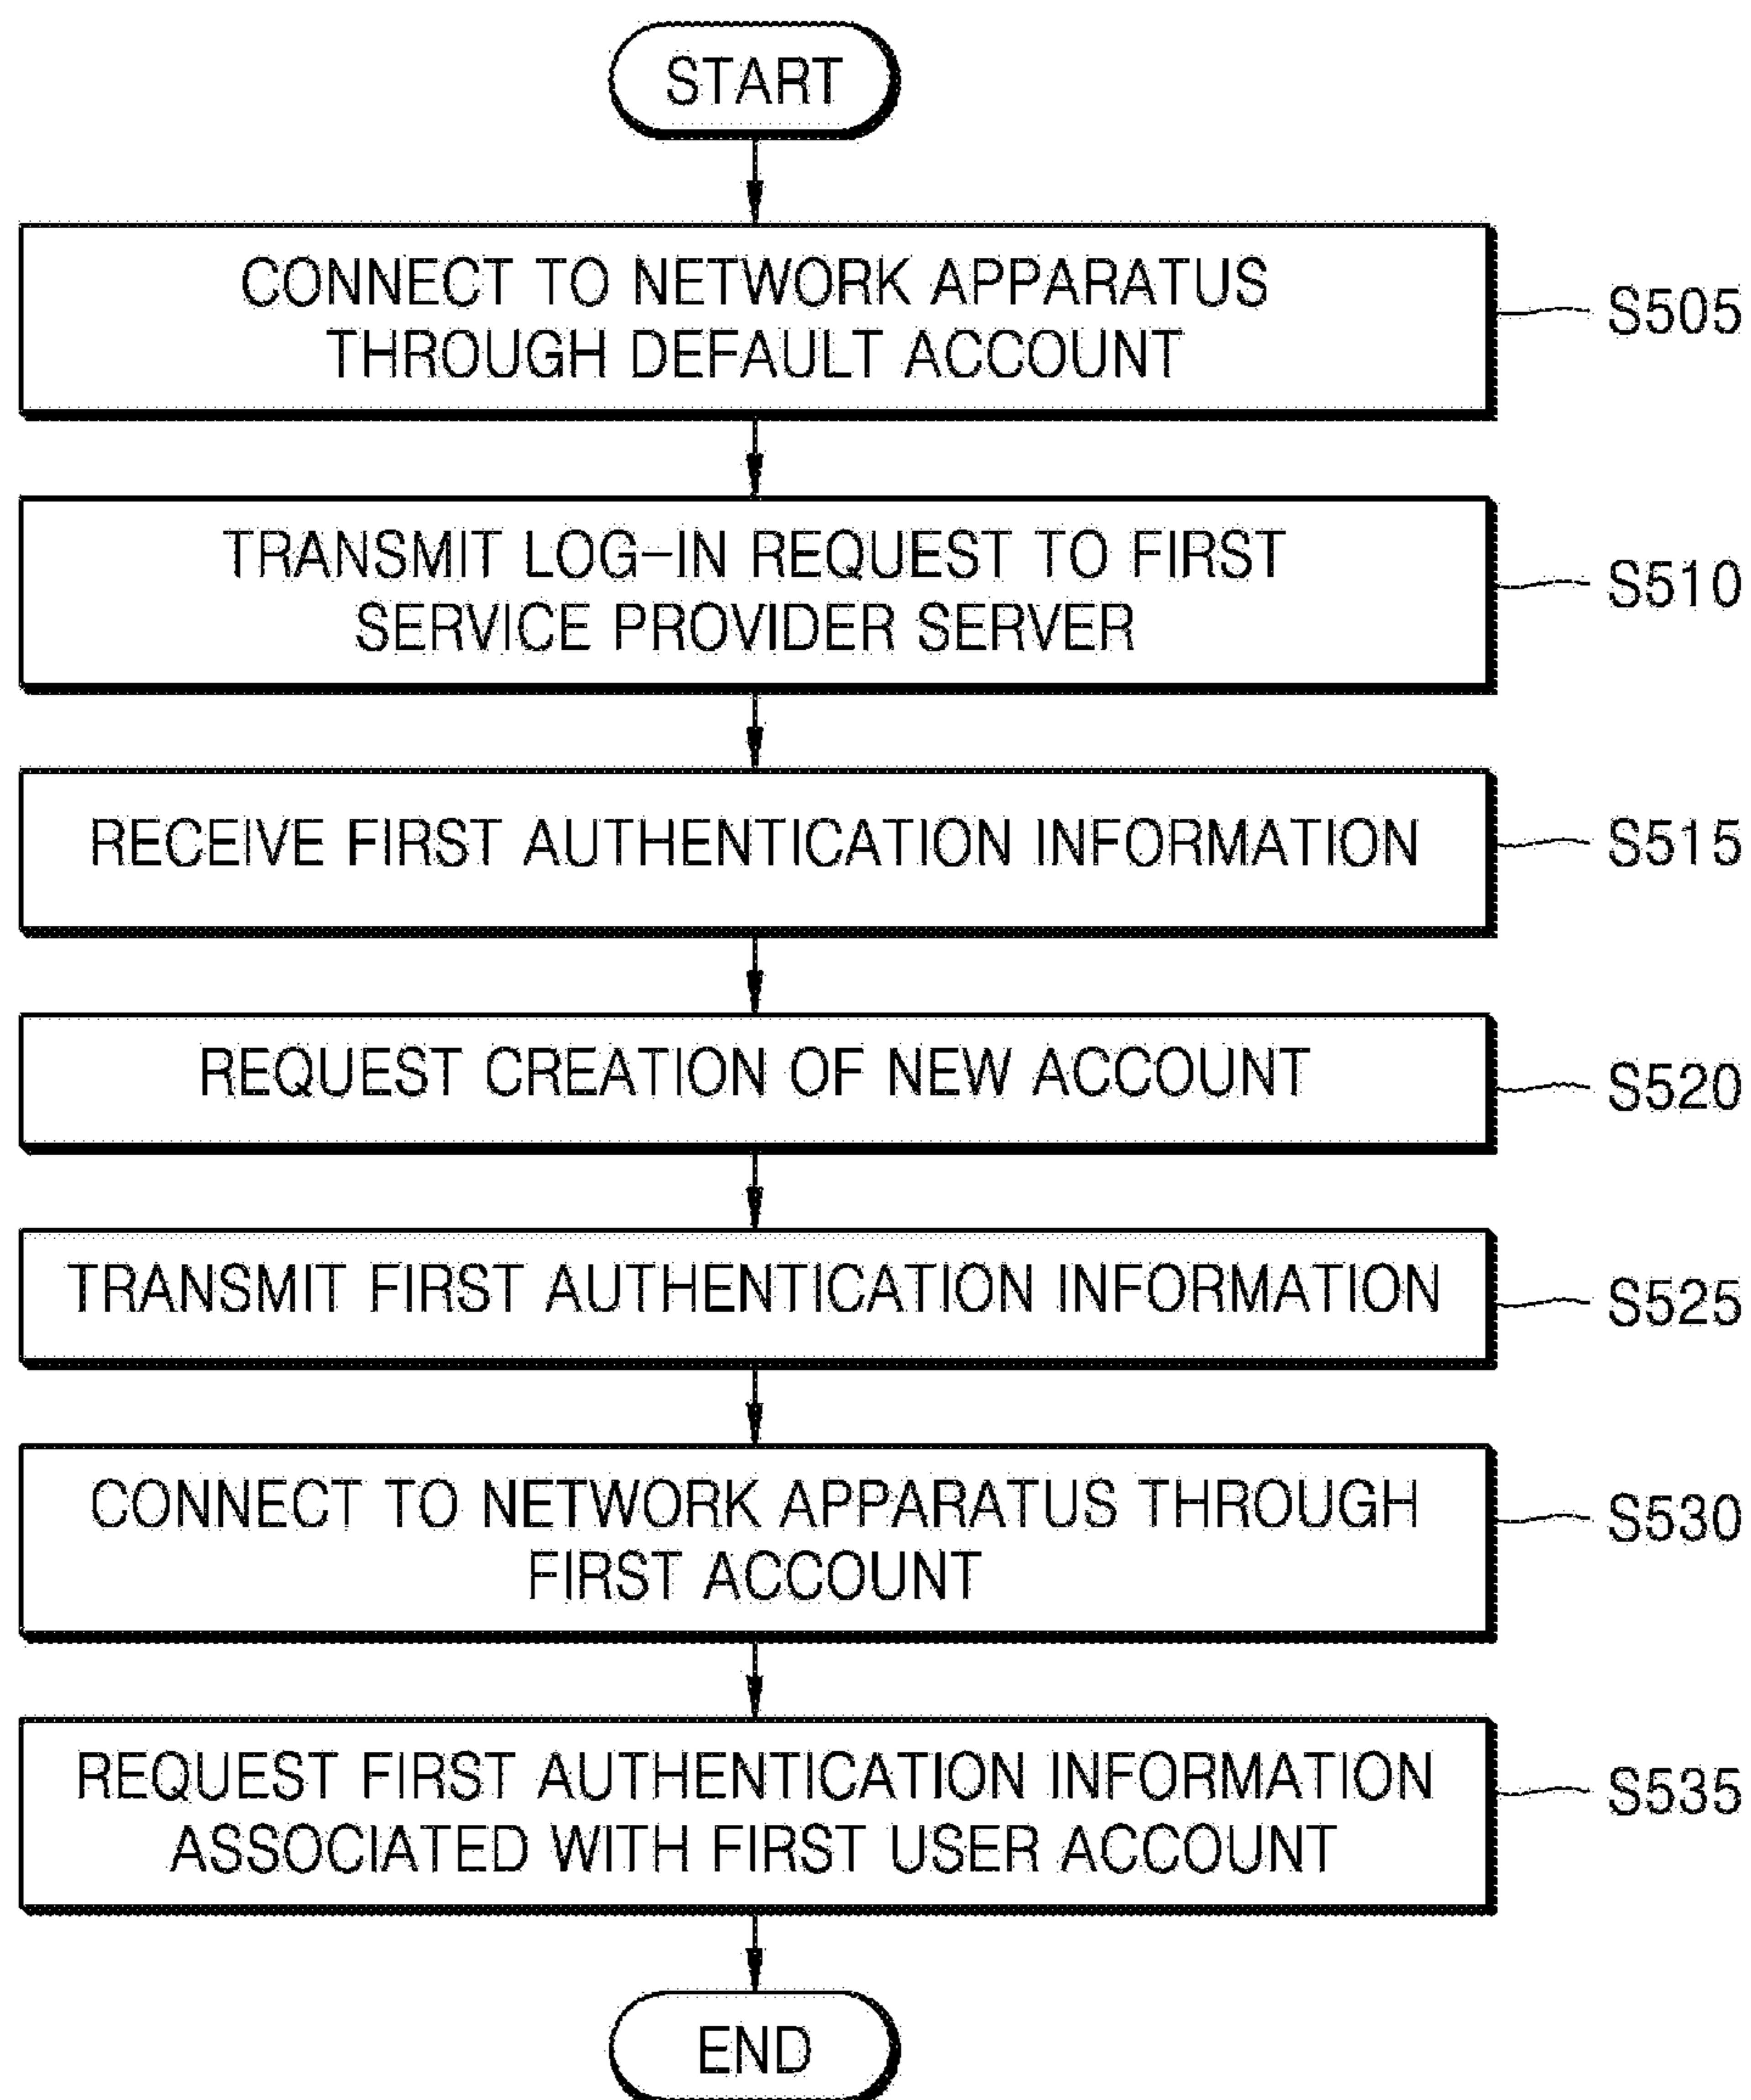 START
CONNECT TO NETWORK APPARATUS
THROUGH DEFAULT ACCOUNT
S505
TRANSMIT LOG-IN REQUEST TO FIRST
SERVICE PROVIDER SERVER
S510
RECEIVE FIRST AUTHENTICATION INFORMATION
S515
REQUEST CREATION OF NEW ACCOUNT
S520
TRANSMIT FIRST AUTHENTICATION INFORMATION
S525
CONNECT TO NETWORK APPARATUS THROUGH
FIRST ACCOUNT
S530
REQUEST FIRST AUTHENTICATION INFORMATION
ASSOCIATED WITH FIRST USER ACCOUNT
S535
END